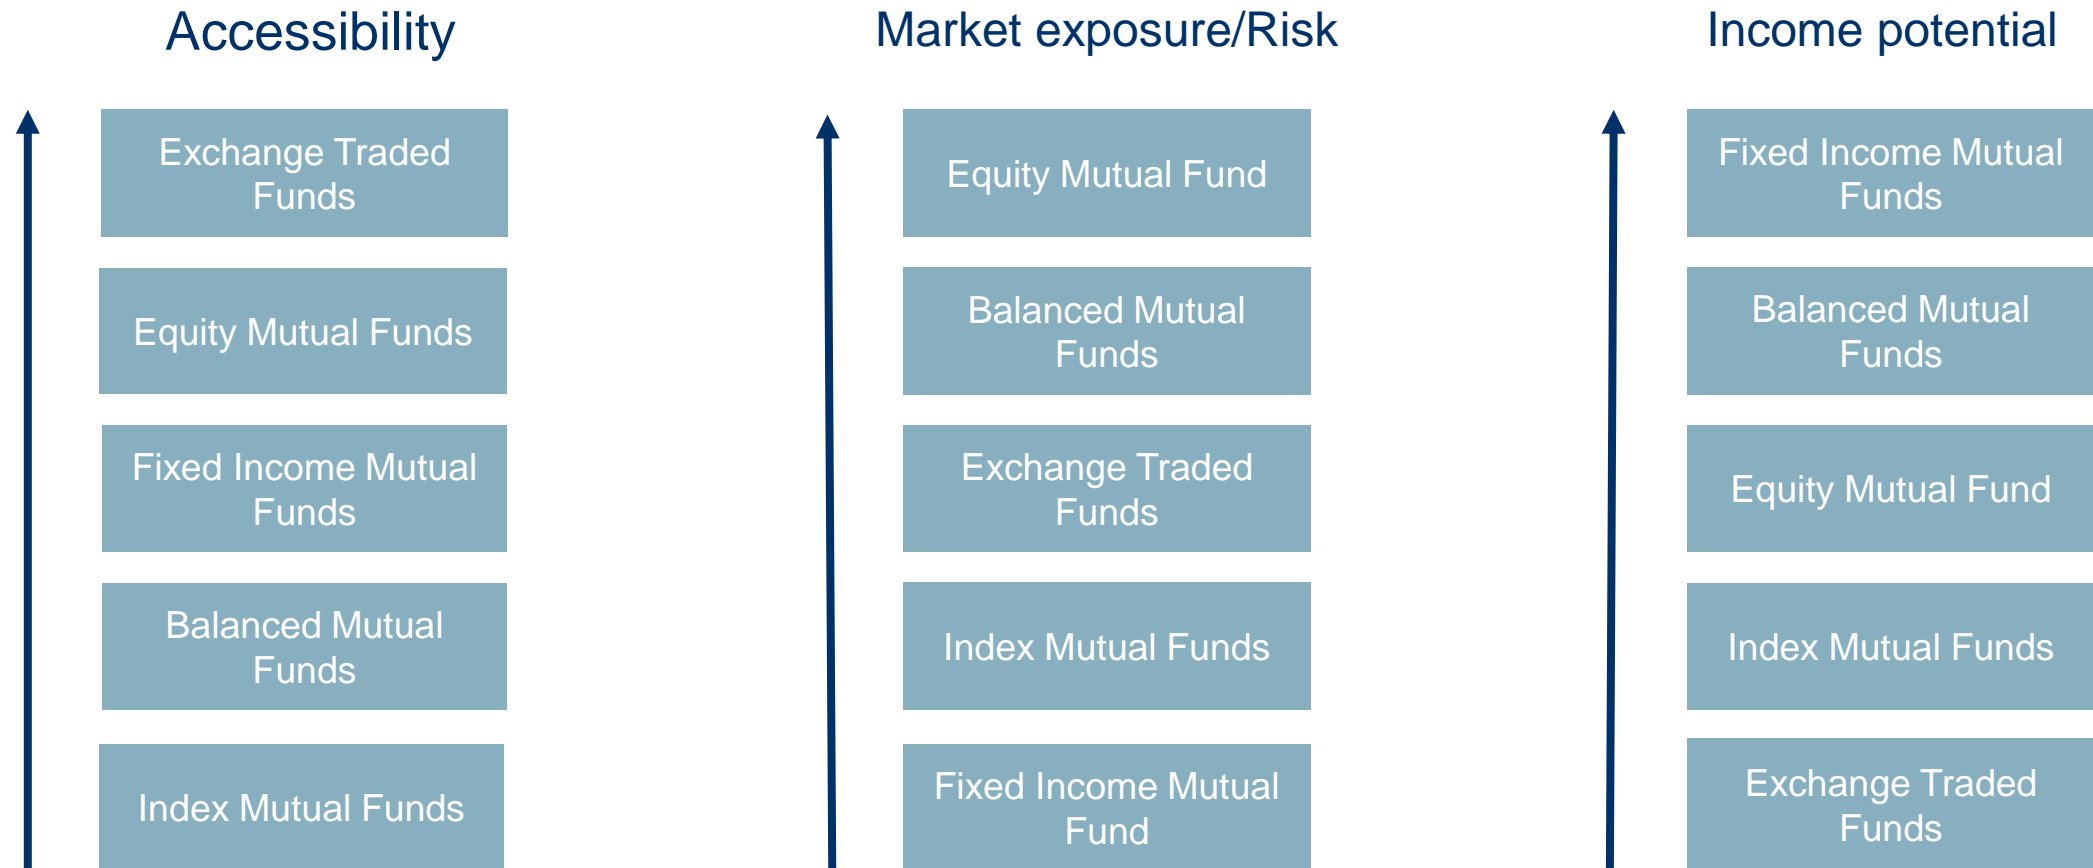 Accessibility
Exchange Traded
Funds
Equity Mutual Funds
Fixed Income Mutual
Funds
Balanced Mutual
Funds
Index Mutual Funds
Market exposure/Risk
Equity Mutual Fund
Balanced Mutual
Funds
Exchange Traded
Funds
Index Mutual Funds
Fixed Income Mutual
Fund
Income potential
Fixed Income Mutual
Funds
Balanced Mutual
Funds
Equity Mutual Fund
Index Mutual Funds
Exchange Traded
Funds